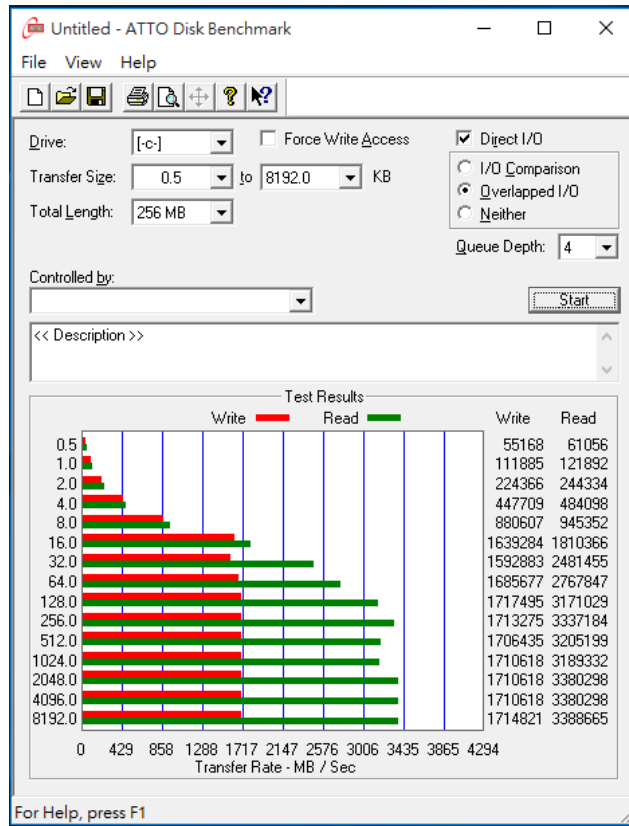 Untitled - ATTO Disk Benchmark
File View Help
Drive: [-c-] Force Write Access Direct I/O
Transfer Size: 0.5 to 8192.0 KB I/O Comparison
Overlapped I/O
Total Length: 256 MB Neither
Queue Depth: 4
Controlled by:
Start
<< Description >>
Test Results
Write Read Write Read
0.5 55168 61056
1.0 111885 121892
2.0 224366 244334
4.0 447709 484098
8.0 880607 945352
16.0 1639284 1810366
32.0 1592883 2481455
64.0 1685677 2767847
128.0 1717495 3171029
256.0 1713275 3337184
512.0 1706435 3205199
1024.0 1710618 3189332
2048.0 1710618 3380298
4096.0 1710618 3380298
8192.0 1714821 3388665
0 429 858 1288 1717 2147 2576 3006 3435 3865 4294
Transfer Rate - MB / Sec
For Help, press F1